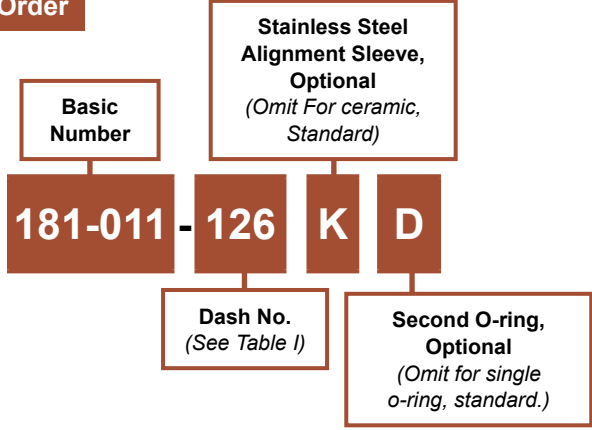 Order
Stainless Steel
Alignment Sleeve,
Optional
(Omit For ceramic,
Standard)
Basic
Number
181-011 - 126 K D
Dash No.
(See Table I)
Second O-ring,
Optional
(Omit for single
o-ring, standard.)